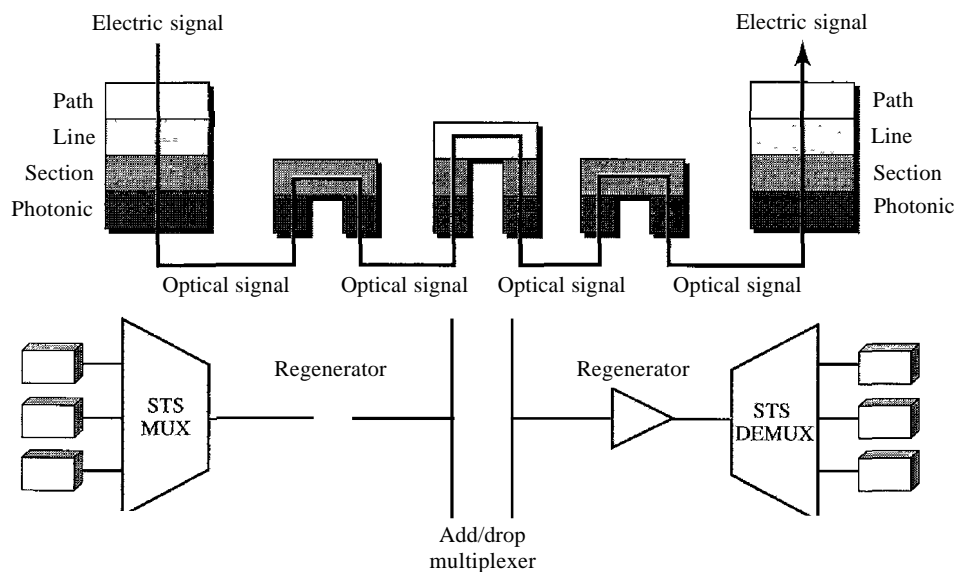 Electric signal
Electric signal
Path
Line
Section
Photonic
Path
Line
Section
Photonic
Optical signal
Optical signal
Optical signal
Optical signal
Regenerator
Regenerator
STS
MUX
STS
DEMUX
Add/drop
multiplexer